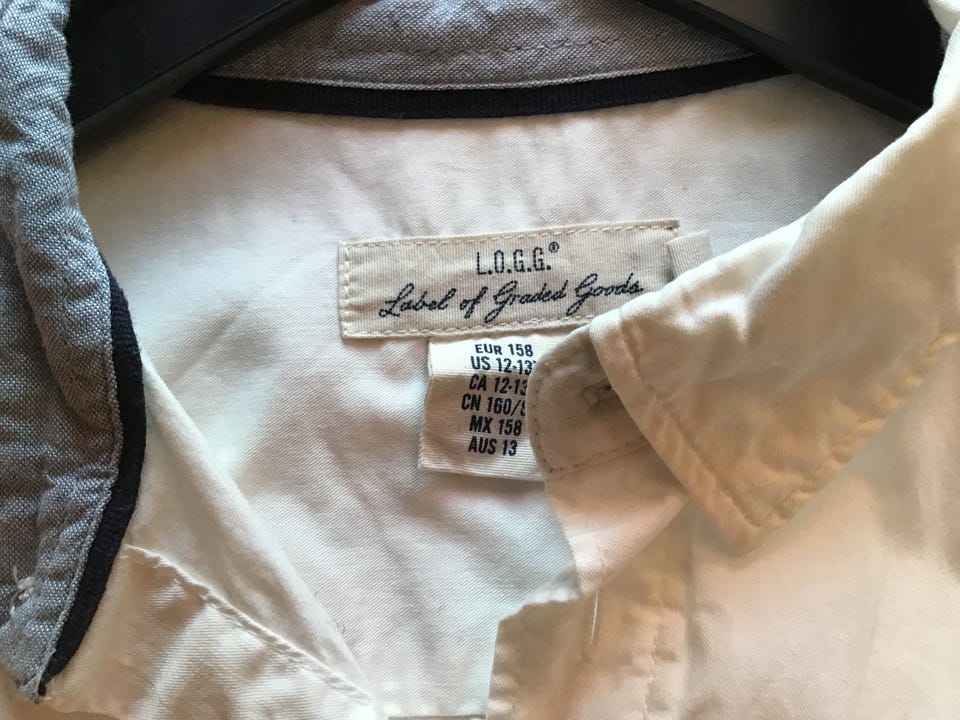 L.O.G.G.®
Label of Graded Goods
EUR 158
US 12-13
CA 12-13
CN 160/
MX 158
AUS 13